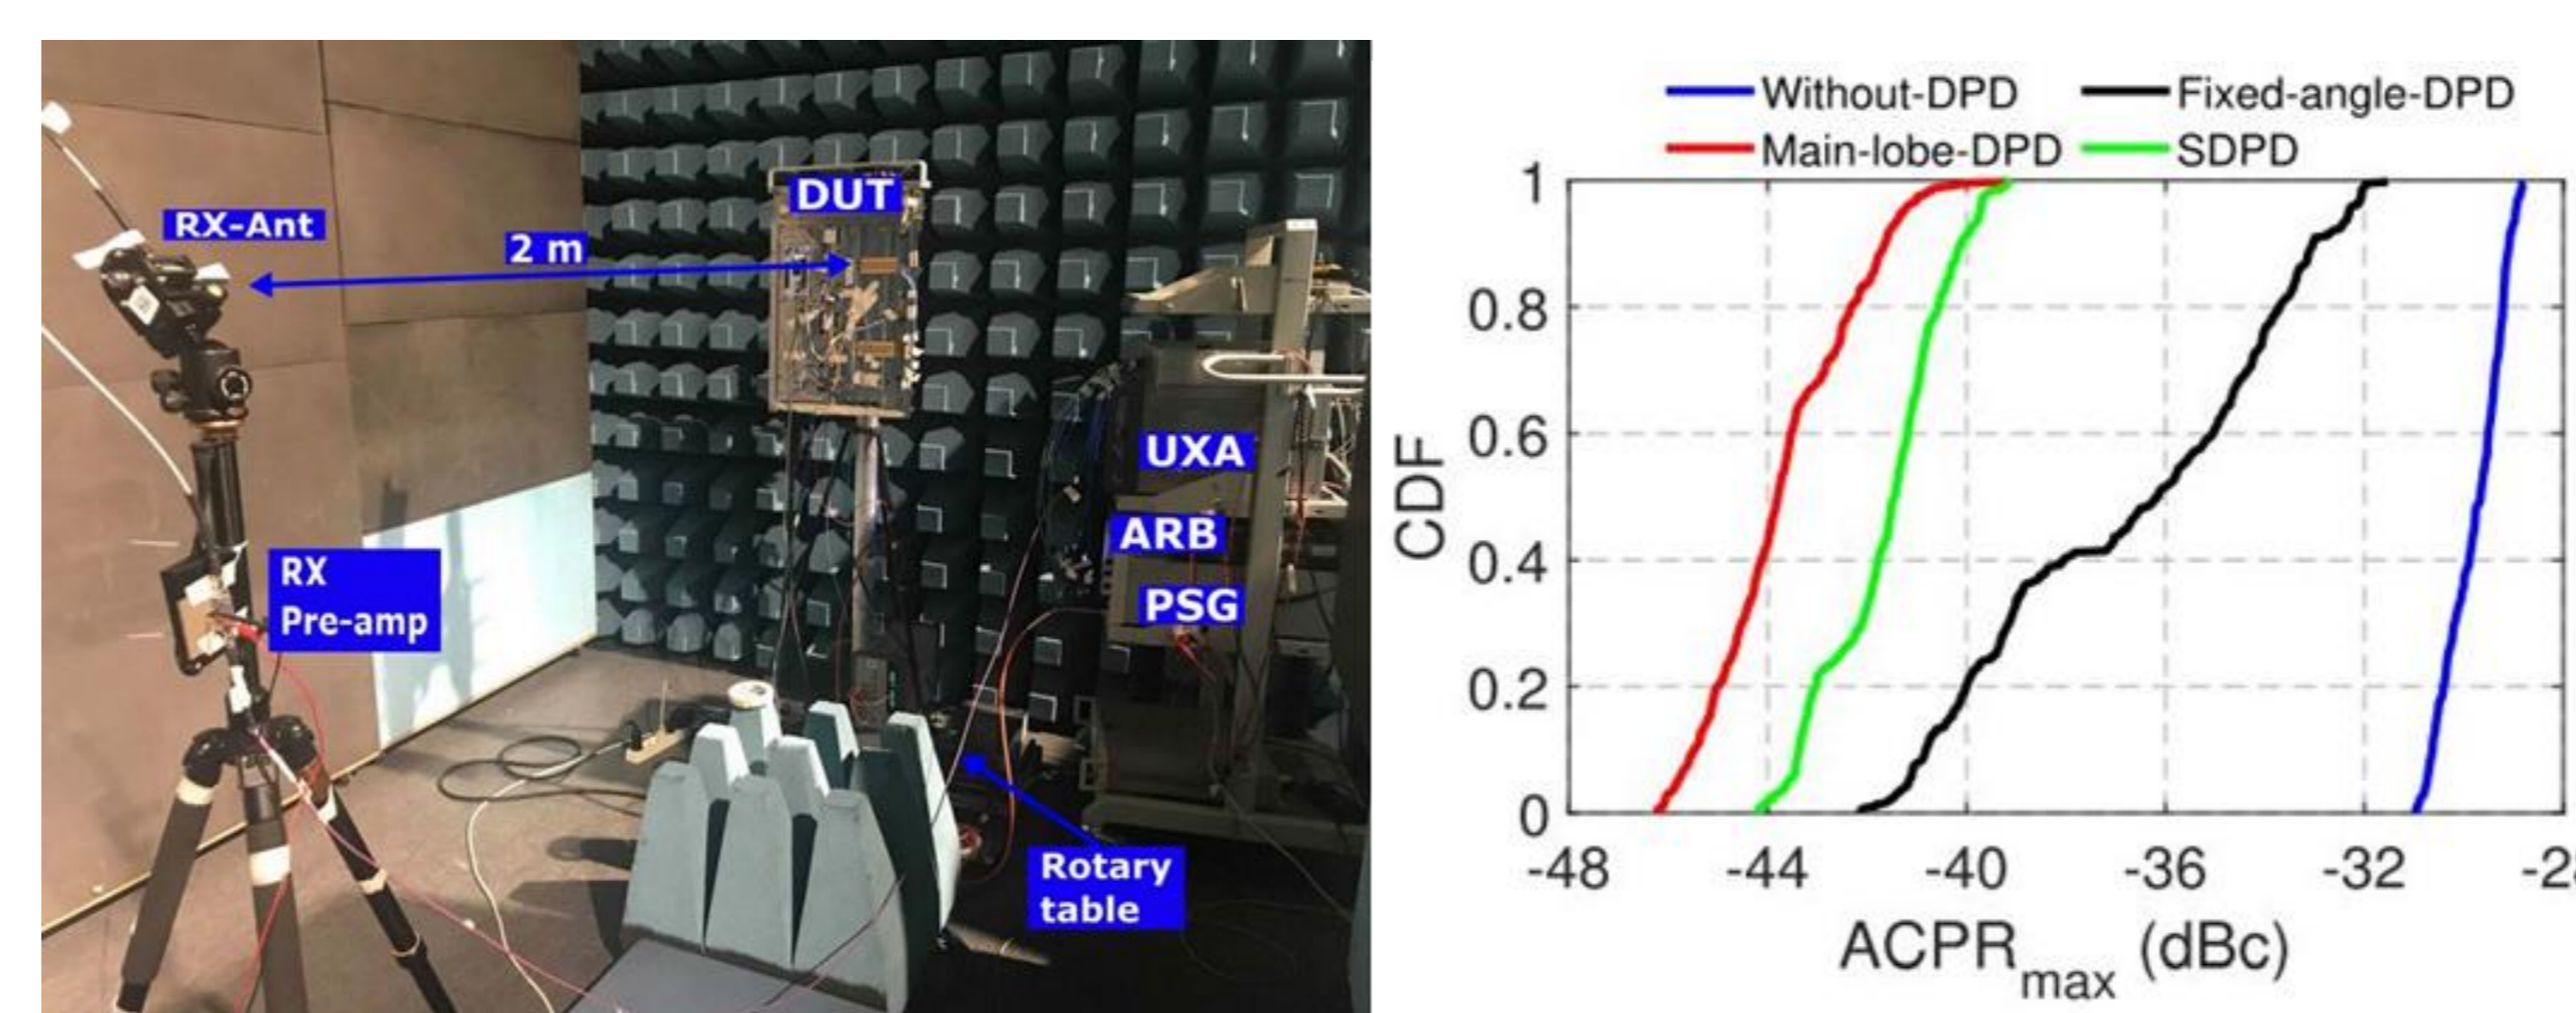 DUT
RX-Ant
2 m
UXA
ARB
RX
Pre-amp
PSG
Rotary
table
Without-DPD
Fixed-angle-DPD
Main-lobe-DPD
SDPD
1
0.8
0.6
0.4
0.2
0
CDF
-48
-44
-40
-36
-32
ACPRmax (dBc)